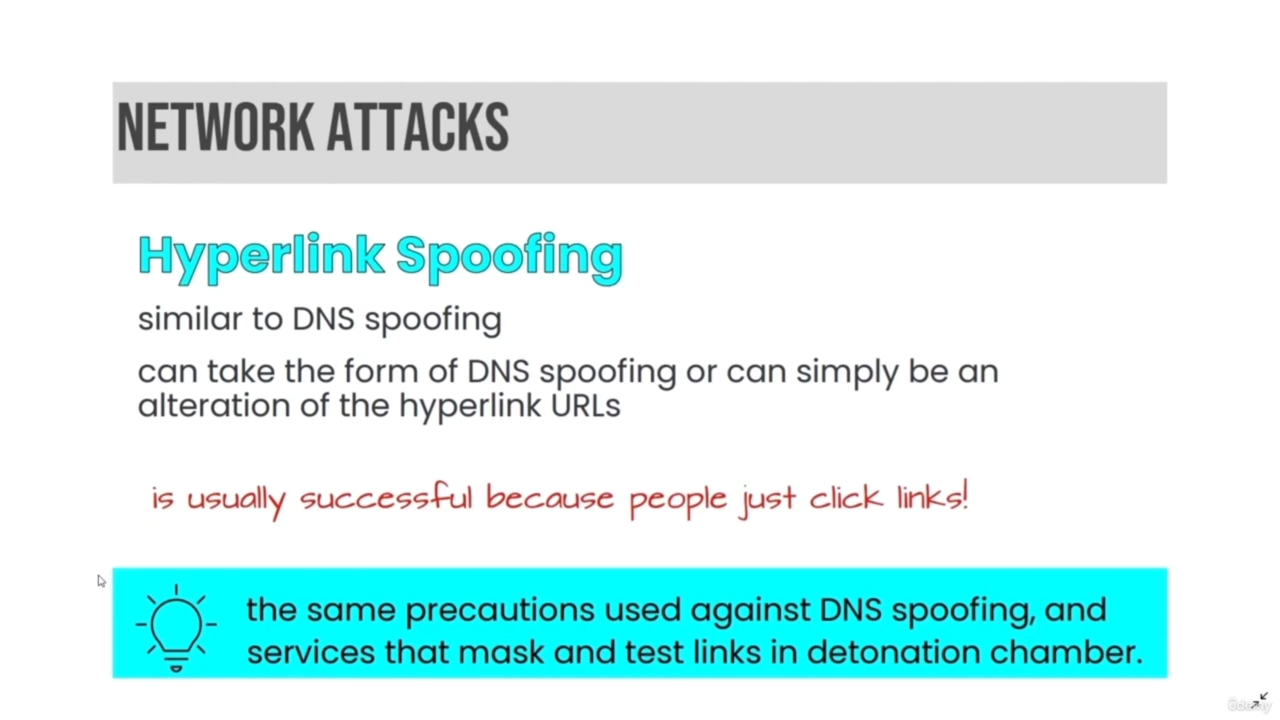 NETWORK ATTACKS
Hyperlink Spoofing
similar to DNS spoofing
can take the form of DNS spoofing or can simply be an
alteration of the hyperlink URLs
is usually successful because people just click links!
the same precautions used against DNS spoofing, and
services that mask and test links in detonation chamber.
ûdemy